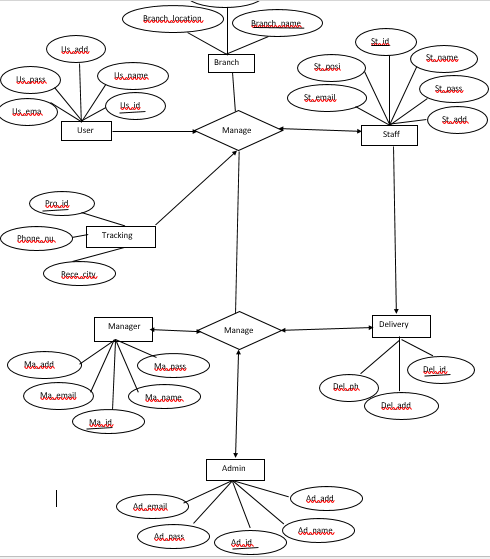 Branch_location
Branch_name
Us_add
St_id
Us_pass
Us_name
Branch
St_posi
St_name
Us_ema
Us_id
St_email
St_pass
User
Manage
Staff
St_add
Pro_id
Phone_nu
Tracking
Rece_city
Manager
Manage
Delivery
Ma_add
Ma_pass
Del_id
Ma_email
Ma_name
Del_ph
Del_add
Ma_id
Admin
Ad_email
Ad_add
Ad_pass
Ad_id
Ad_name